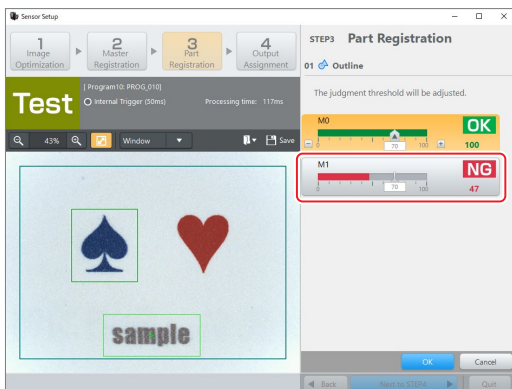 Sensor Setup
1
Image
Optimization
2
Master
Registration
3
Part
Registration
4
Output
Assignment
STEP3 Part Registration
01 Outline
Test
[ Program10: PROG_010]
Internal Trigger (50ms)
Processing time: 117ms
43%
Window
Save
The judgment threshold will be adjusted.
M0
OK
0
70
100
100
M1
NG
0
70
100
47
sample
OK
Cancel
Back
Next to STEP4
Quit